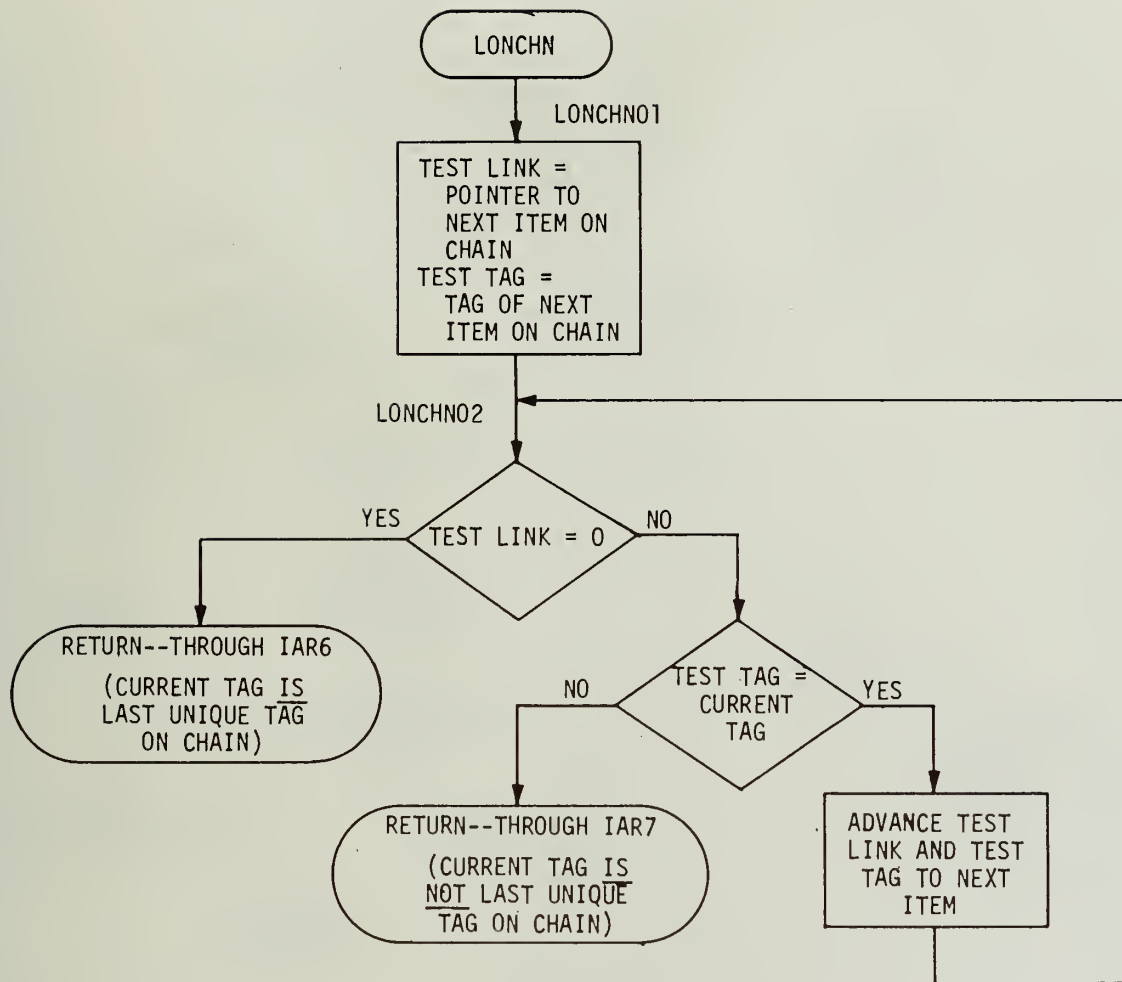 LONCHN
LONCHN01
TEST LINK =
POINTER TO
NEXT ITEM ON
CHAIN
TEST TAG =
TAG OF NEXT
ITEM ON CHAIN
LONCHN02
YES
TEST LINK = 0
NO
RETURN--THROUGH IAR6
(CURRENT TAG IS
LAST UNIQUE TAG
ON CHAIN)
NO
TEST TAG =
CURRENT
TAG
YES
RETURN--THROUGH IAR7
(CURRENT TAG IS
NOT LAST UNIQUE
TAG ON CHAIN)
ADVANCE TEST
LINK AND TEST
TAG TO NEXT
ITEM